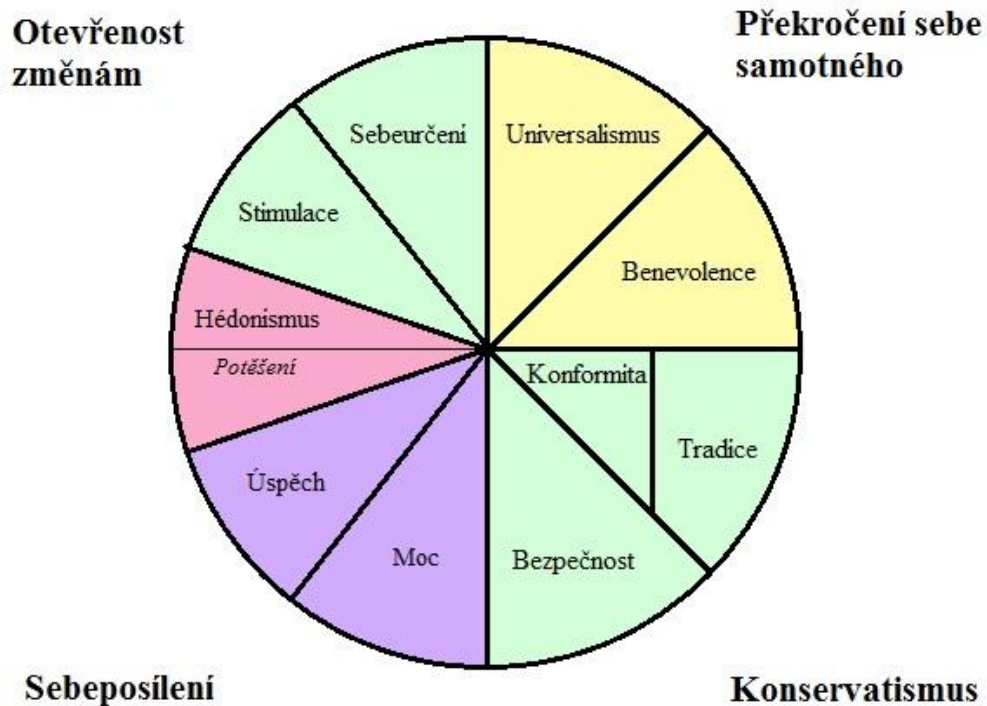 Otevřenost
změnám
Překročení sebe
samotného
Sebeurčení
Universalismus
Stimulace
Benevolence
Hédonismus
Potěšení
Konformita
Tradice
Úspěch
Moc
Bezpečnost
Sebeposílení
Konservatismus